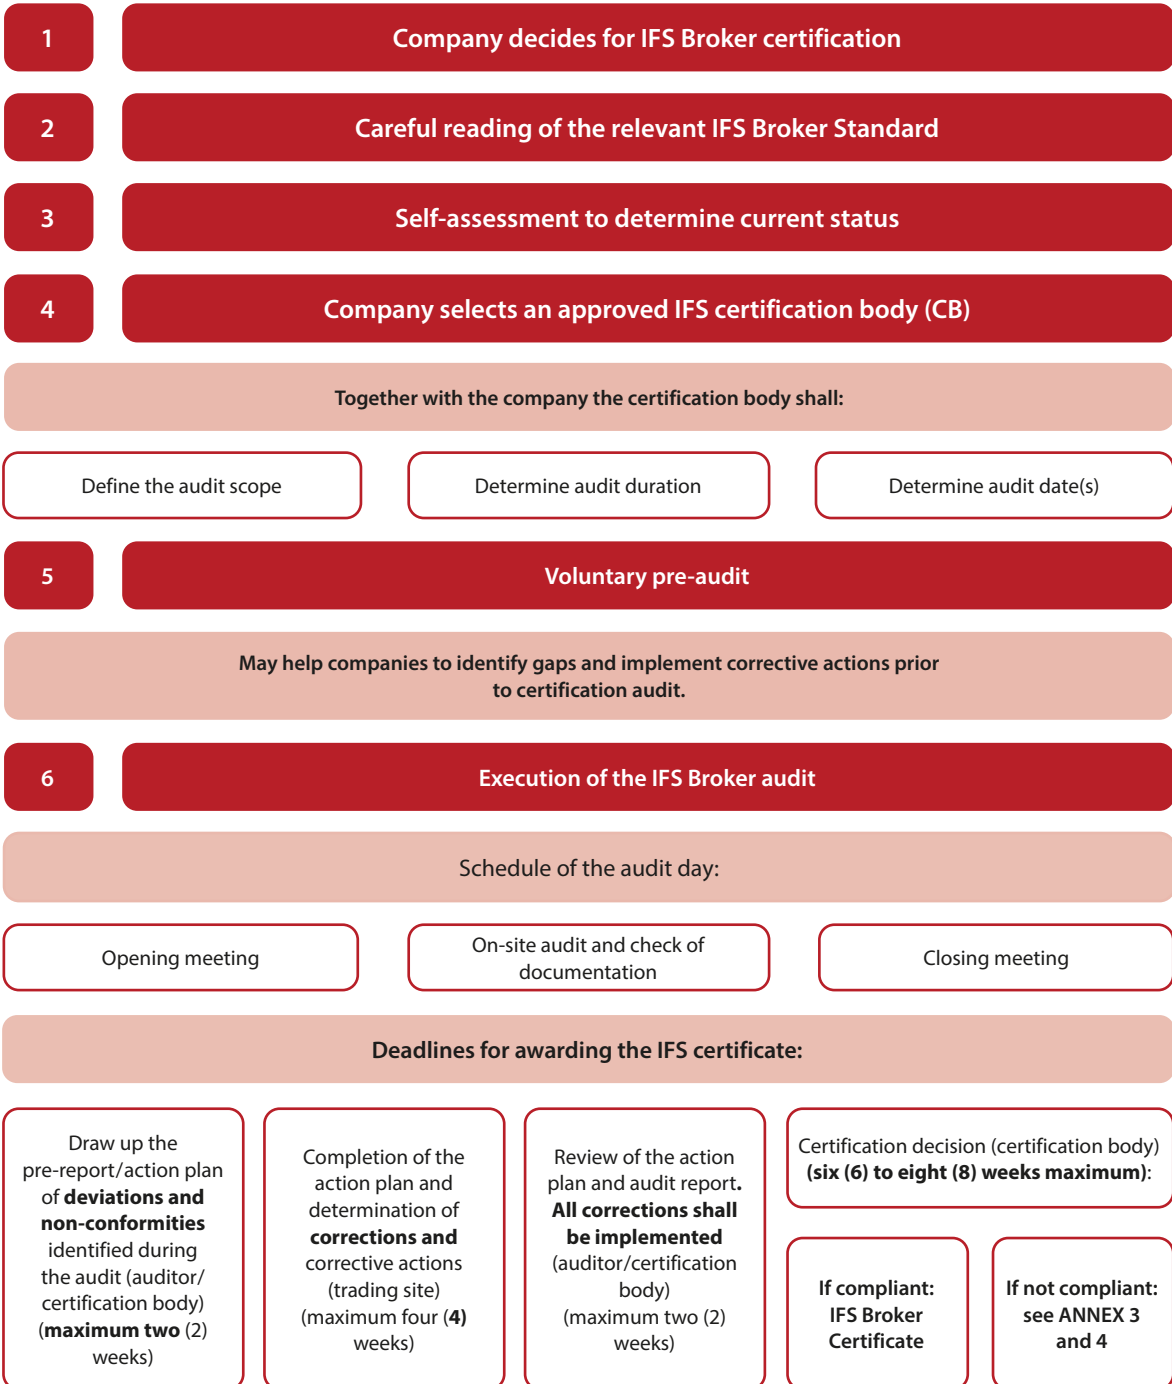 1
Company decides for IFS Broker certification
2
Careful reading of the relevant IFS Broker Standard
3
Self-assessment to determine current status
4
Company selects an approved IFS certification body (CB)
Together with the company the certification body shall:
Define the audit scope
Determine audit duration
Determine audit date(s)
5
Voluntary pre-audit
May help companies to identify gaps and implement corrective actions prior
to certification audit.
6
Execution of the IFS Broker audit
Schedule of the audit day:
Opening meeting
On-site audit and check of
documentation
Closing meeting
Deadlines for awarding the IFS certificate:
Draw up the
pre-report/action plan
of deviations and
non-conformities
identified during
the audit (auditor/
certification body)
(maximum two (2)
weeks)
Completion of the
action plan and
determination of
corrections and
corrective actions
(trading site)
(maximum four (4)
weeks)
Review of the action
plan and audit report.
All corrections shall
be implemented
(auditor/certification
body)
(maximum two (2)
weeks)
Certification decision (certification body)
(six (6) to eight (8) weeks maximum):
If compliant:
IFS Broker
Certificate
If not compliant:
see ANNEX 3
and 4